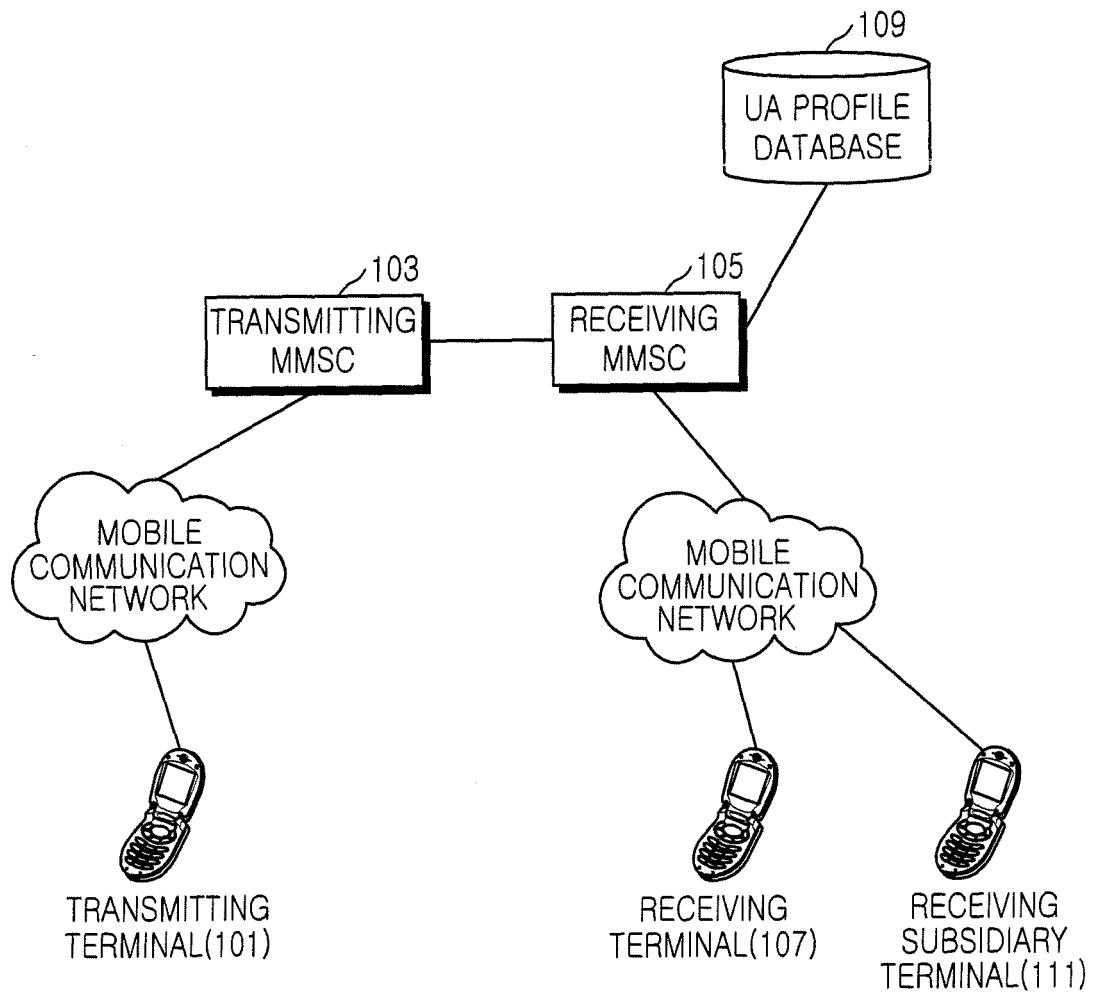 109
UA PROFILE
DATABASE
103
105
TRANSMITTING
MMSC
RECEIVING
MMSC
MOBILE
COMMUNICATION
NETWORK
MOBILE
COMMUNICATION
NETWORK
TRANSMITTING
TERMINAL(101)
RECEIVING
TERMINAL(107)
RECEIVING
SUBSIDIARY
TERMINAL(111)